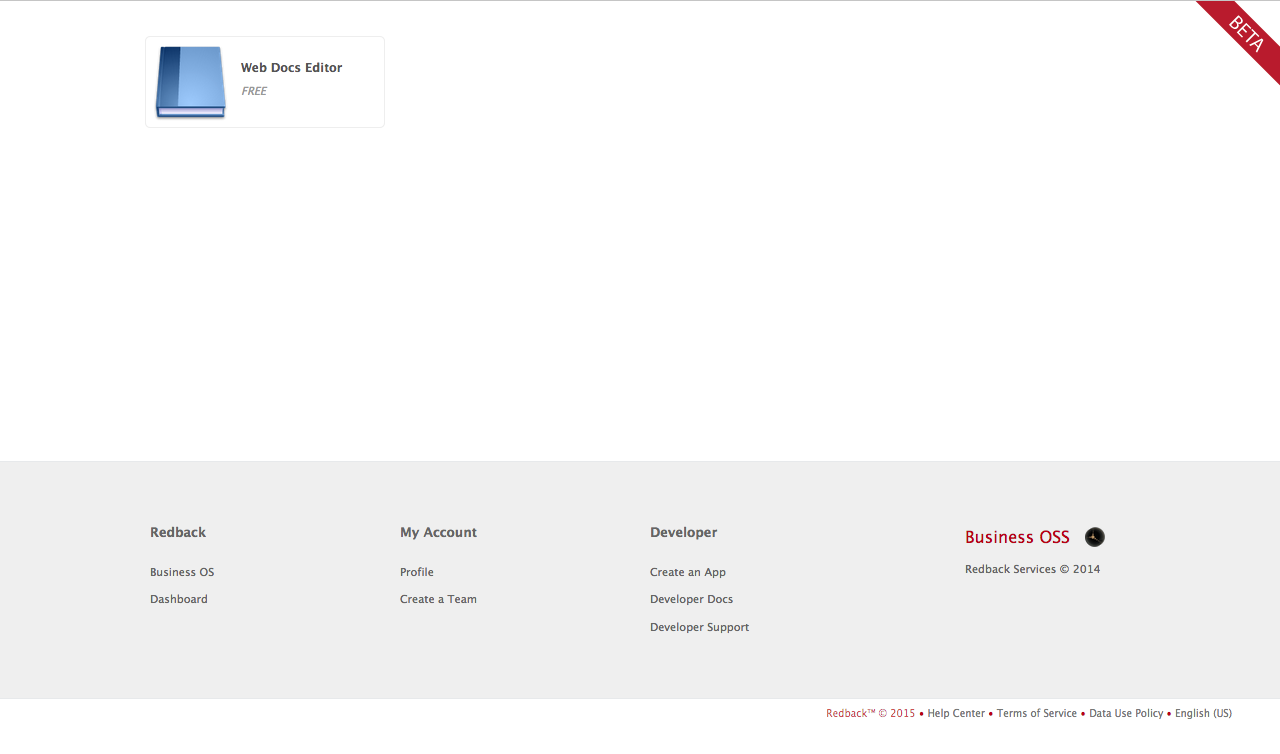 BETA
Web Docs Editor
FREE
Redback
Business OS
Dashboard
My Account
Profile
Create a Team
Developer
Create an App
Developer Docs
Developer Support
Business OSS
Redback Services © 2014
Redback™ © 2015 • Help Center • Terms of Service • Data Use Policy • English (US)